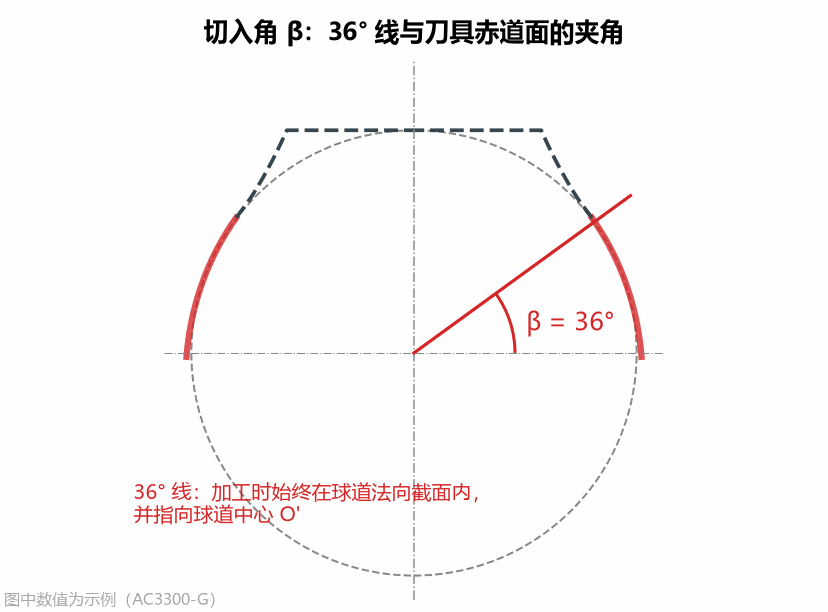 切入角 β：36° 线与刀具赤道面的夹角
β = 36°
36° 线：加工时始终在球道法向截面内，
并指向球道中心 O'
图中数值为示例（AC3300-G）